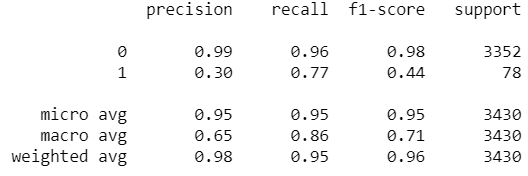 precision recall f1-score support
0 0.99 0.96 0.98 3352
1 0.30 0.77 0.44 78
micro avg 0.95 0.95 0.95 3430
macro avg 0.65 0.86 0.71 3430
weighted avg 0.98 0.95 0.96 3430